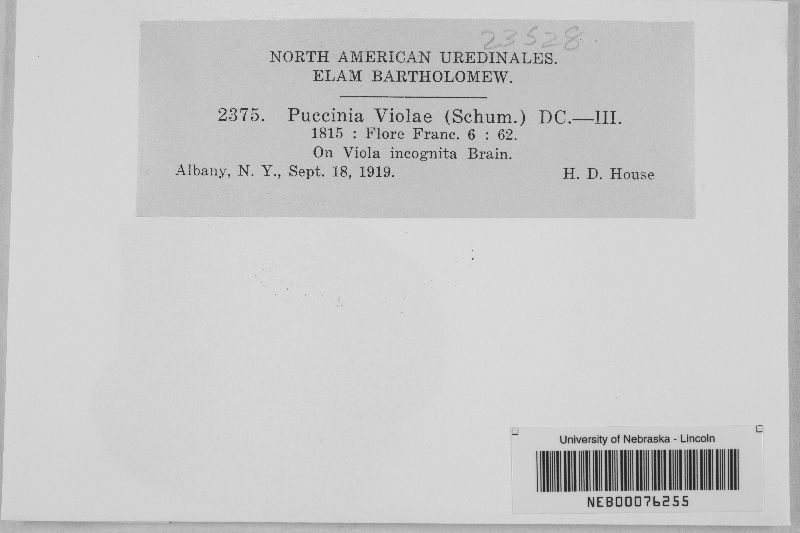 23528
NORTH AMERICAN UREDINALES.
ELAM BARTHOLOMEW.
2375. Puccinia Violae (Schum.) DC.—III.
1815 : Flore Franc. 6 : 62.
On Viola incognita Brain.
Albany, N. Y., Sept. 18, 1919. H. D. House
University of Nebraska - Lincoln
NEB00076255